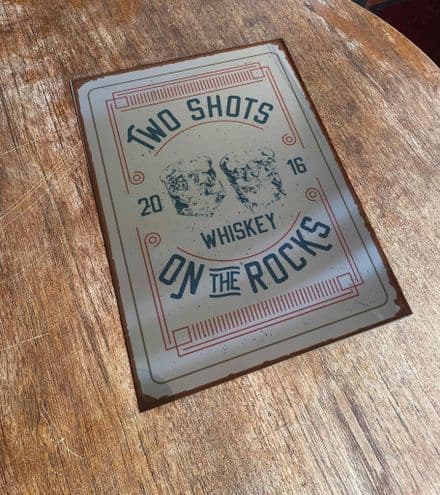 TWO SHOTS
20 16
WHISKEY
ON THE ROCKS